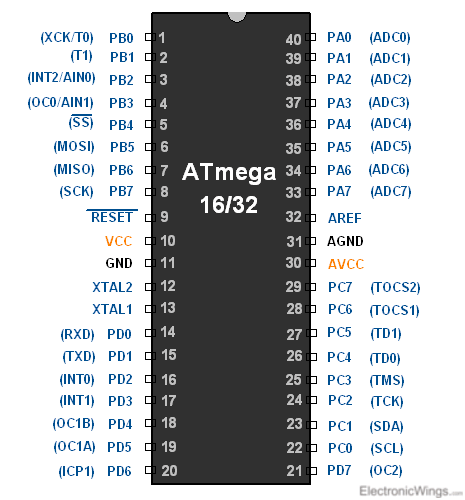 (XCK/T0) PB0 1 40 PA0 (ADC0)
(T1) PB1 2 39 PA1 (ADC1)
(INT2/AIN0) PB2 3 38 PA2 (ADC2)
(OC0/AIN1) PB3 4 37 PA3 (ADC3)
(SS) PB4 5 36 PA4 (ADC4)
(MOSI) PB5 6 35 PA5 (ADC5)
(MISO) PB6 7 34 PA6 (ADC6)
(SCK) PB7 8 33 PA7 (ADC7)
ATmega
16/32
RESET 9 32 AREF
VCC 10 31 AGND
GND 11 30 AVCC
XTAL2 12 29 PC7 (TOCS2)
XTAL1 13 28 PC6 (TOCS1)
(RXD) PD0 14 27 PC5 (TD1)
(TXD) PD1 15 26 PC4 (TD0)
(INT0) PD2 16 25 PC3 (TMS)
(INT1) PD3 17 24 PC2 (TCK)
(OC1B) PD4 18 23 PC1 (SDA)
(OC1A) PD5 19 22 PC0 (SCL)
(ICP1) PD6 20 21 PD7 (OC2)
ElectronicWings.com